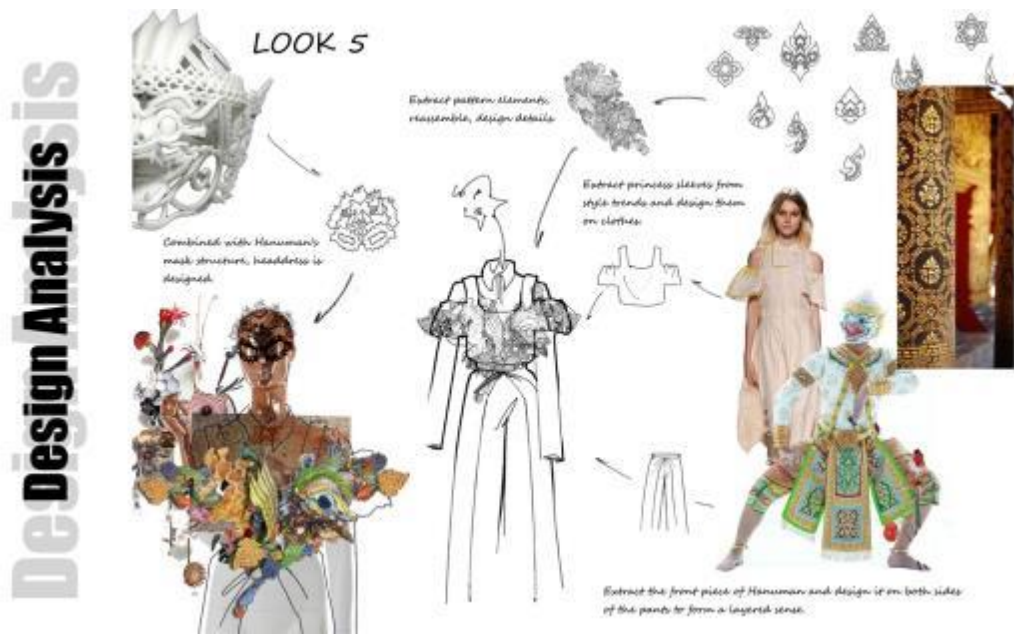 Design Analysis
LOOK 5
Extract pattern elements,
reassemble, design details
Extract princess sleeves from
style trends and design them
on clothes.
Combined with Hanuman's
mask structure, headdress is
designed.
Extract the front piece of Hanuman and design it on both sides
of the pants to form a layered sense.